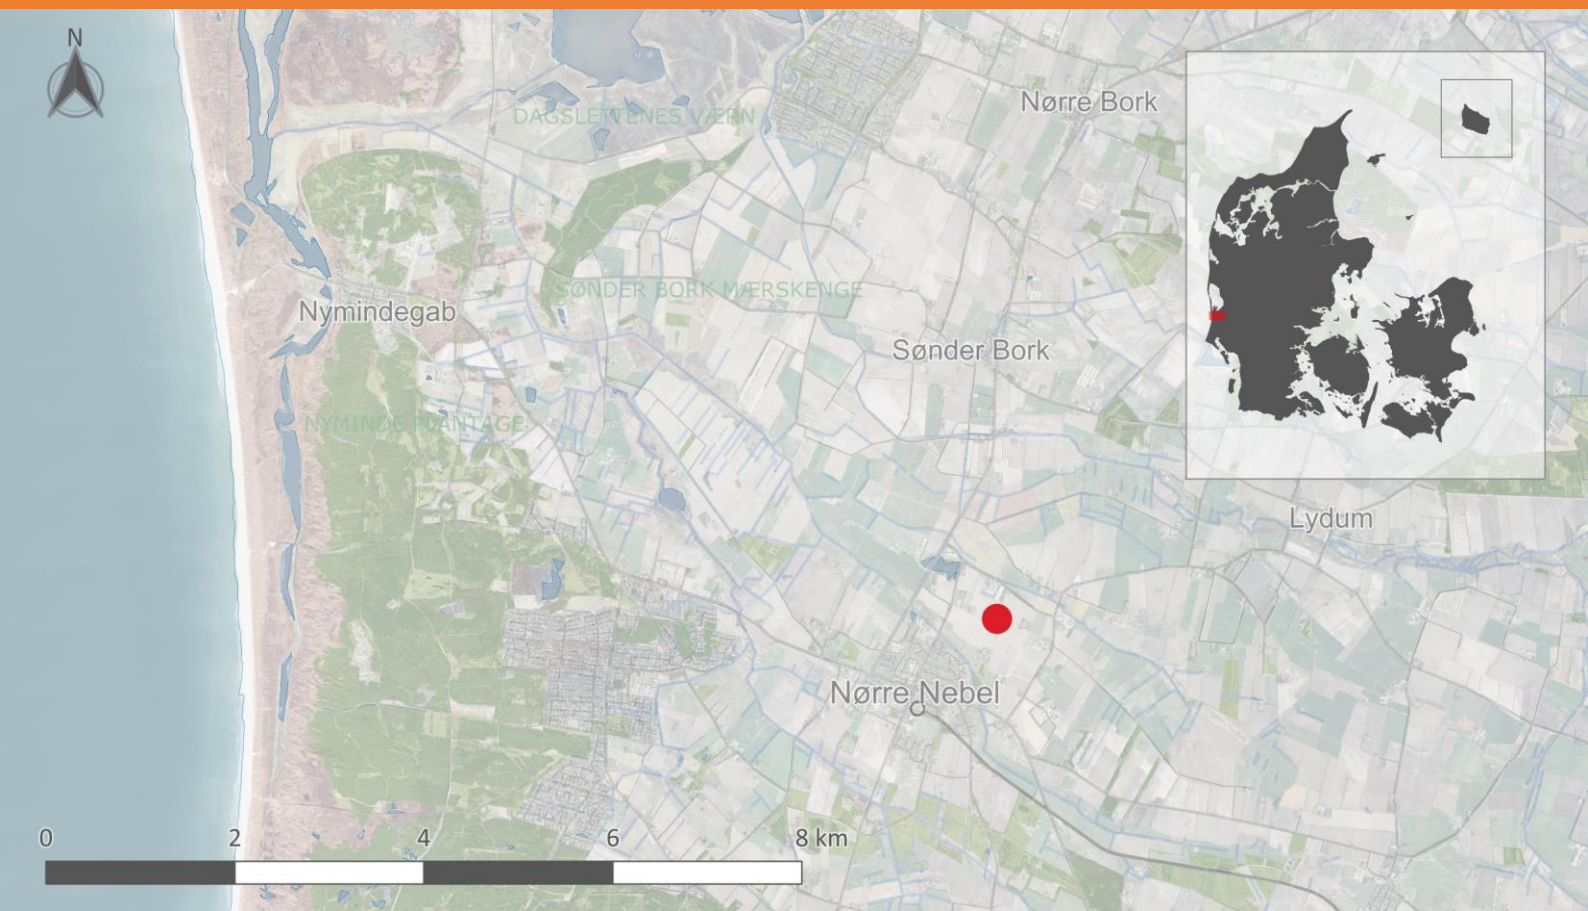 N
DAGSLETTENES VÆRN
Nørre Bork
SØNDER BORK MÆRSKENGE
Nymindegab
Sønder Bork
NYMINDE PLANTAGE
Lydum
Nørre Nebel
0 2 4 6 8 km